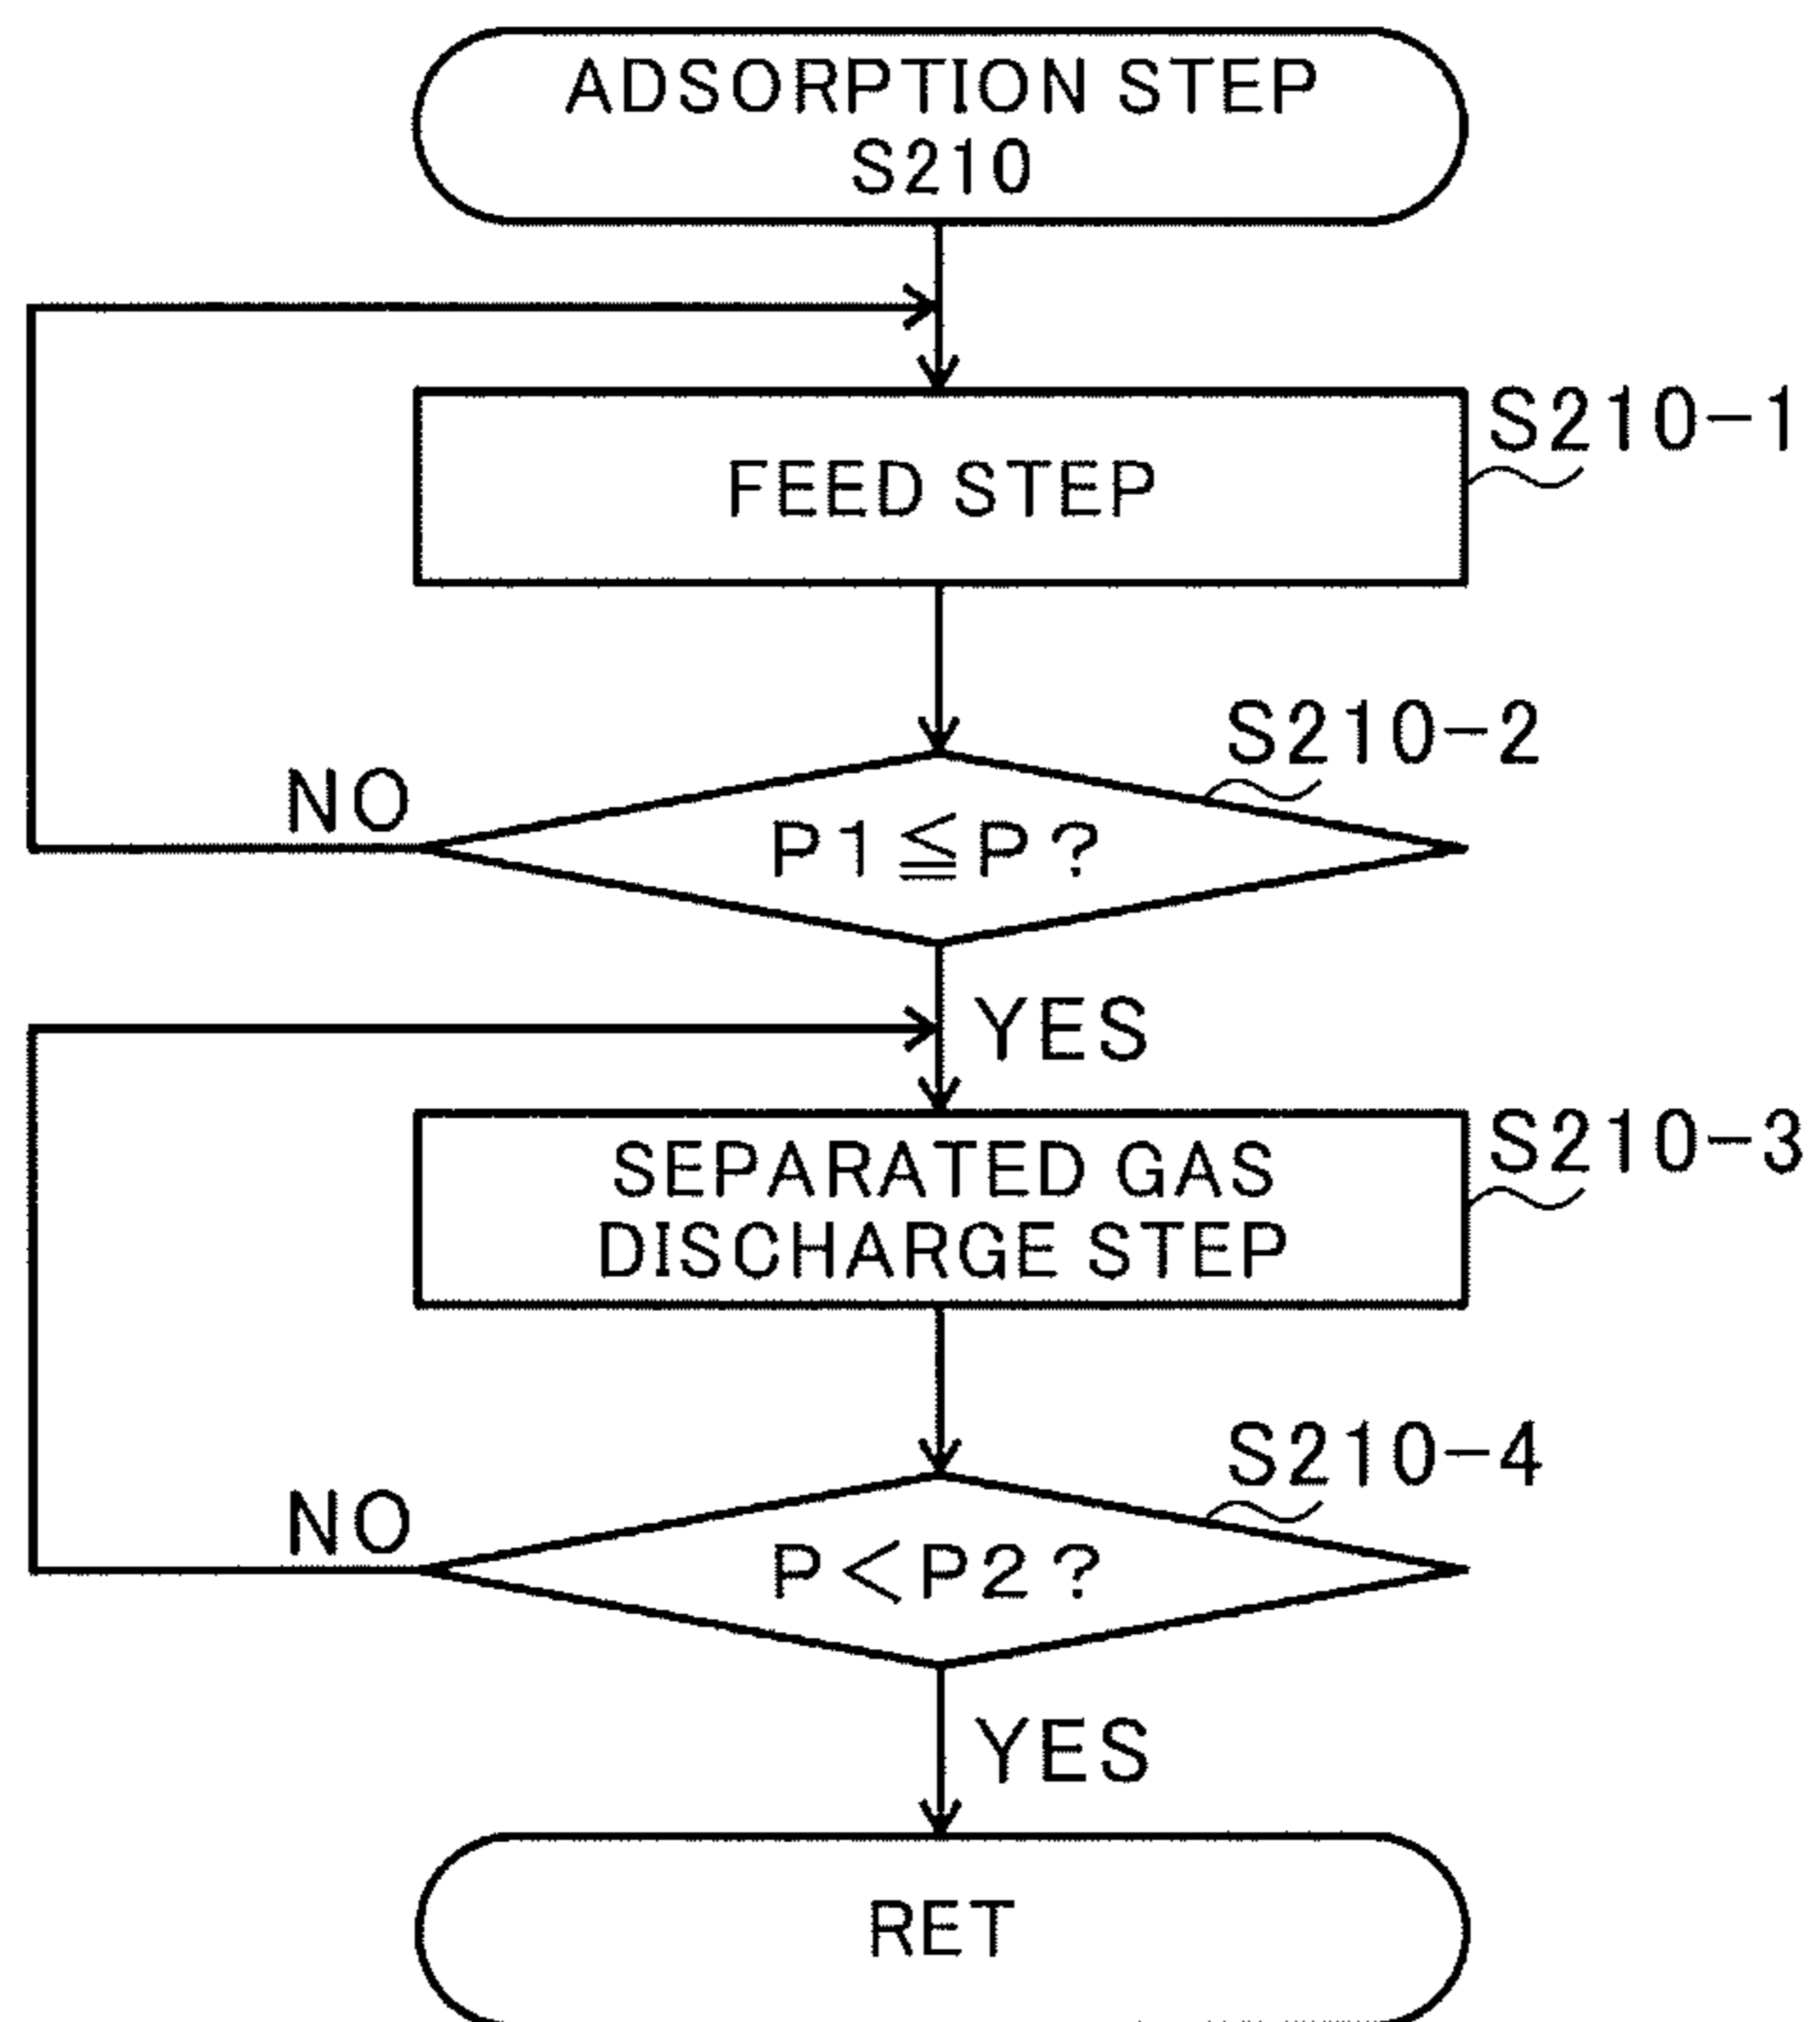 ADSORPTION STEP
S210
S210-1
FEED STEP
S210-2
NO
P1≦P?
YES
S210-3
SEPARATED GAS
DISCHARGE STEP
S210-4
NO
P<P2?
YES
RET